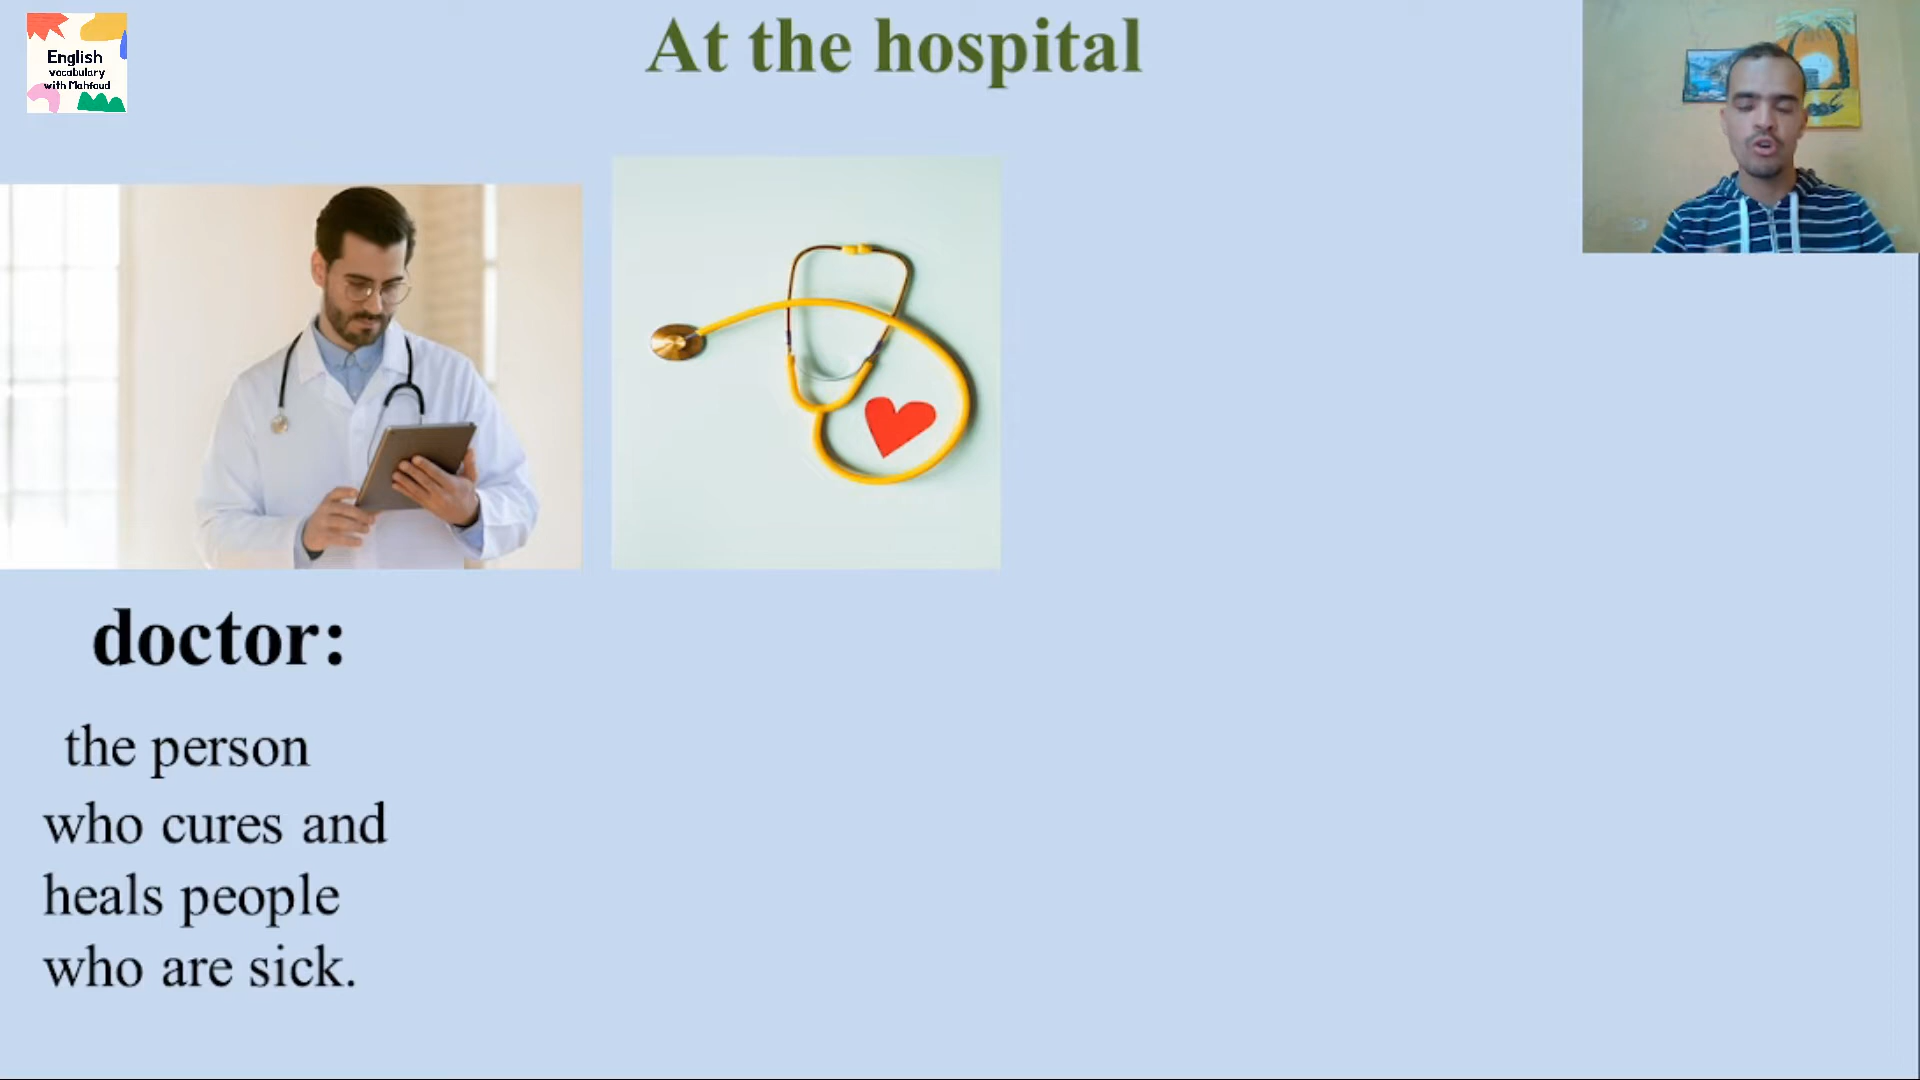 English
vocabulary
with Mahfoud
At the hospital
doctor:
the person
who cures and
heals people
who are sick.